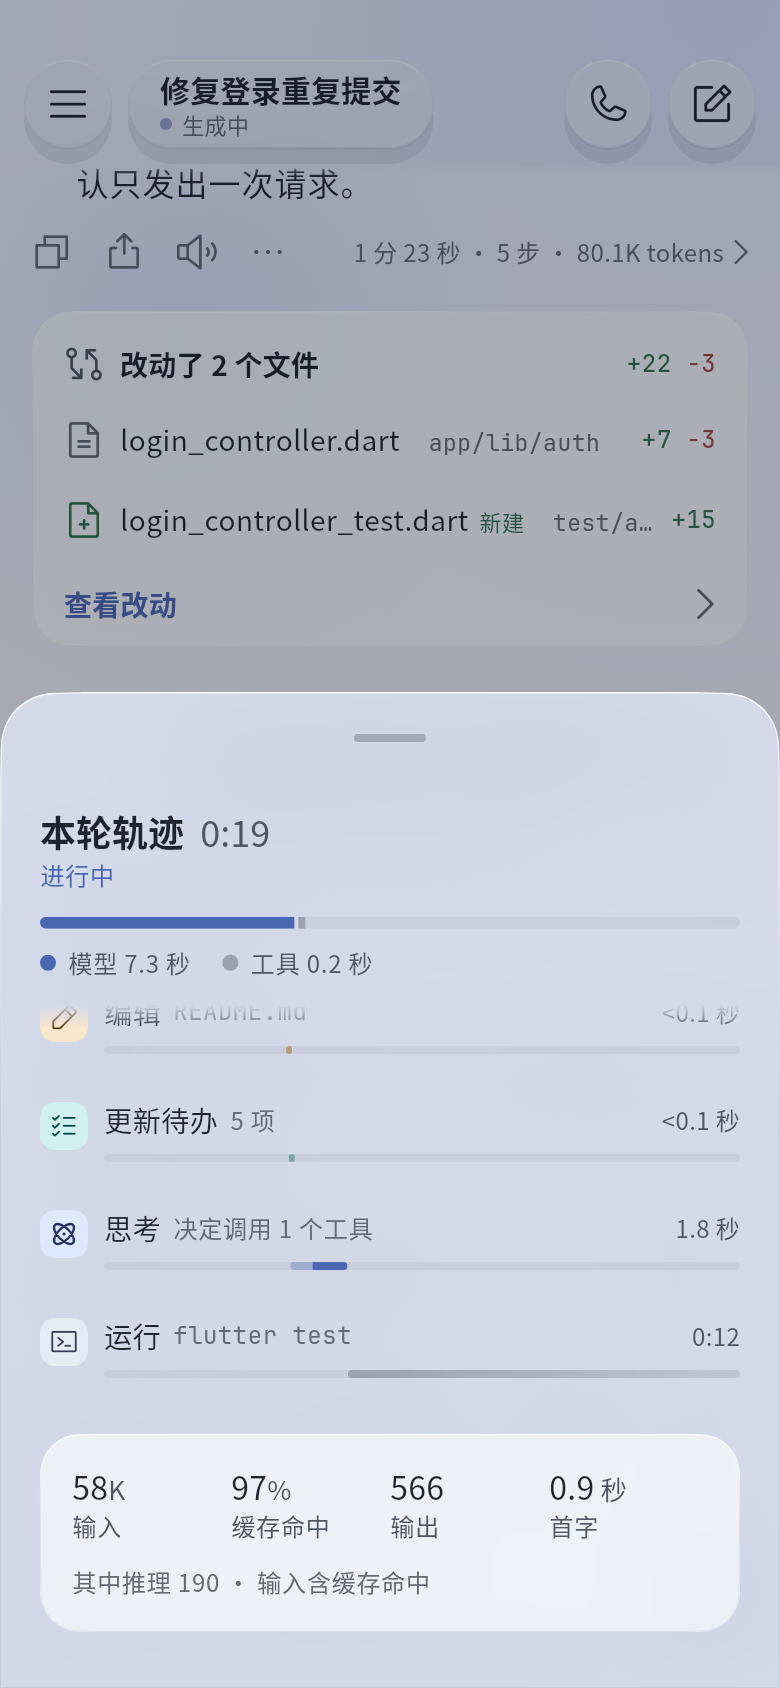 修复登录重复提交
生成中
认只发出一次请求。
1 分 23 秒 · 5 步 · 80.1K tokens
改动了 2 个文件 +22 -3
login_controller.dart app/lib/auth +7 -3
login_controller_test.dart 新建 test/a… +15
查看改动
本轮轨迹 0:19
进行中
模型 7.3 秒 工具 0.2 秒
编辑 README.md <0.1 秒
更新待办 5 项 <0.1 秒
思考 决定调用 1 个工具 1.8 秒
运行 flutter test 0:12
58K 97% 566 0.9 秒
输入 缓存命中 输出 首字
其中推理 190 · 输入含缓存命中